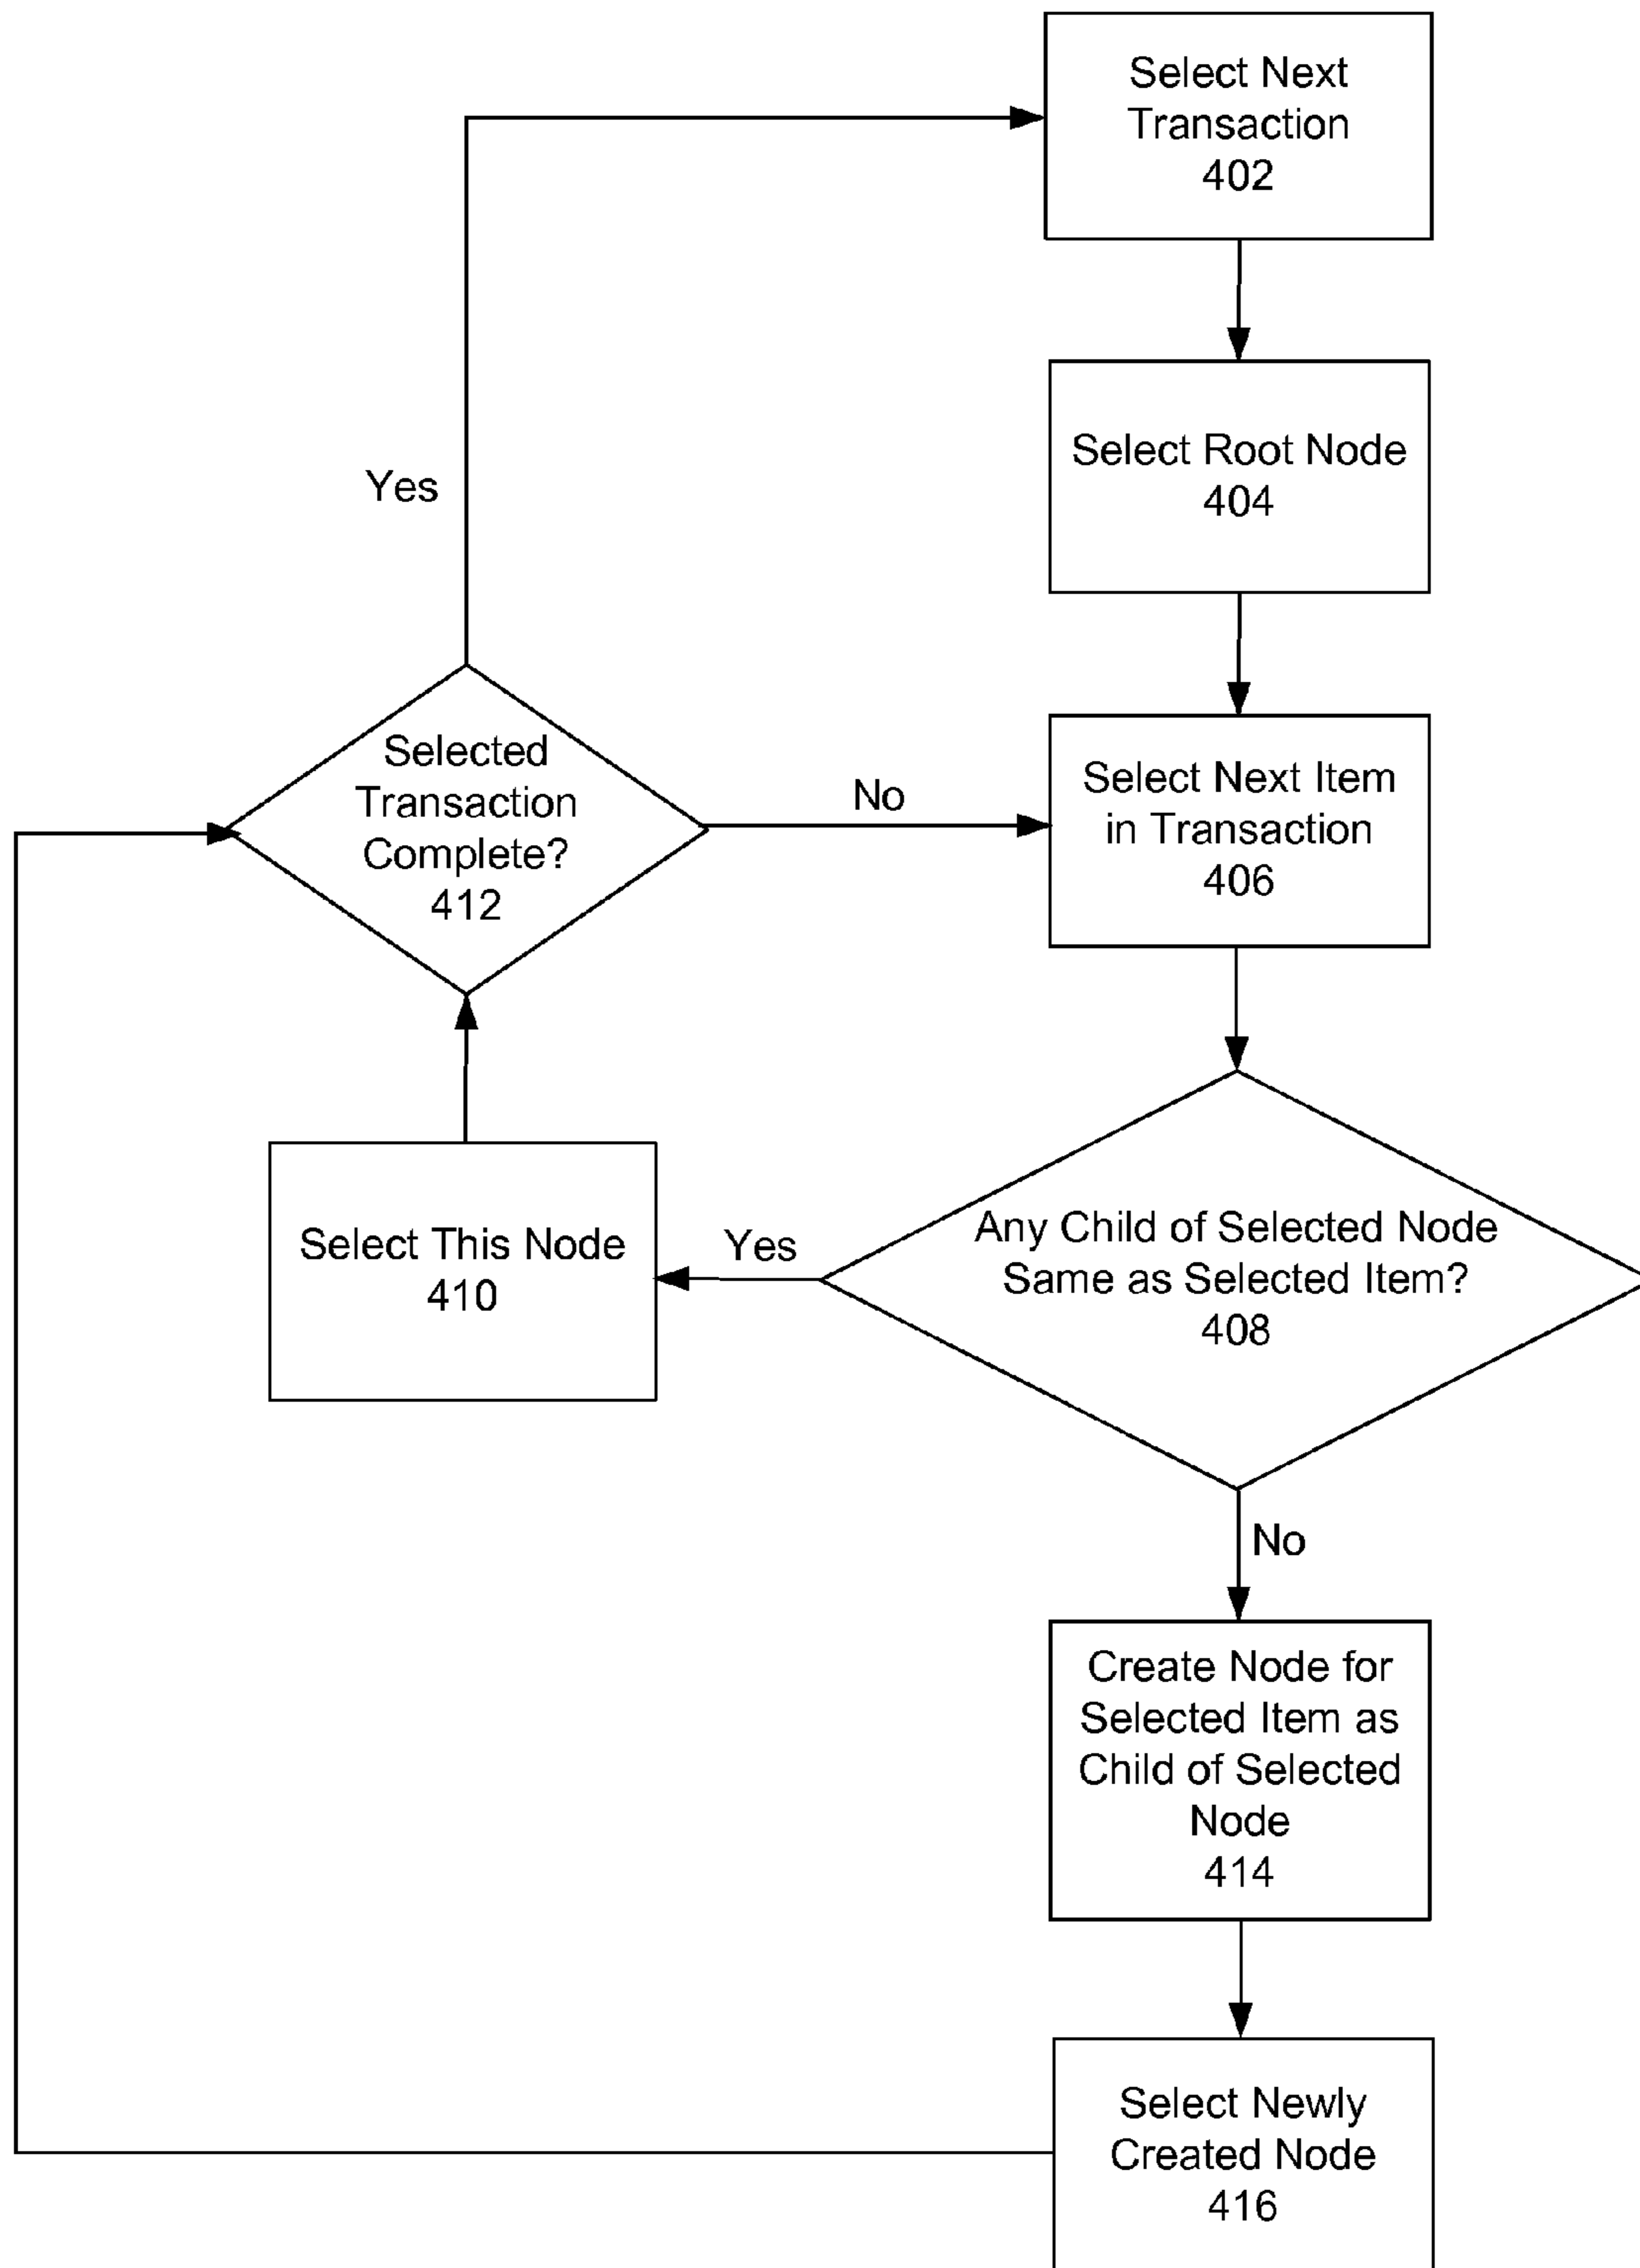 Select Next
Transaction
402
Select Root Node
404
Yes
Selected
Transaction
Complete?
412
No
Select Next Item
in Transaction
406
Select This Node
410
Yes
Any Child of Selected Node
Same as Selected Item?
408
No
Create Node for
Selected Item as
Child of Selected
Node
414
Select Newly
Created Node
416